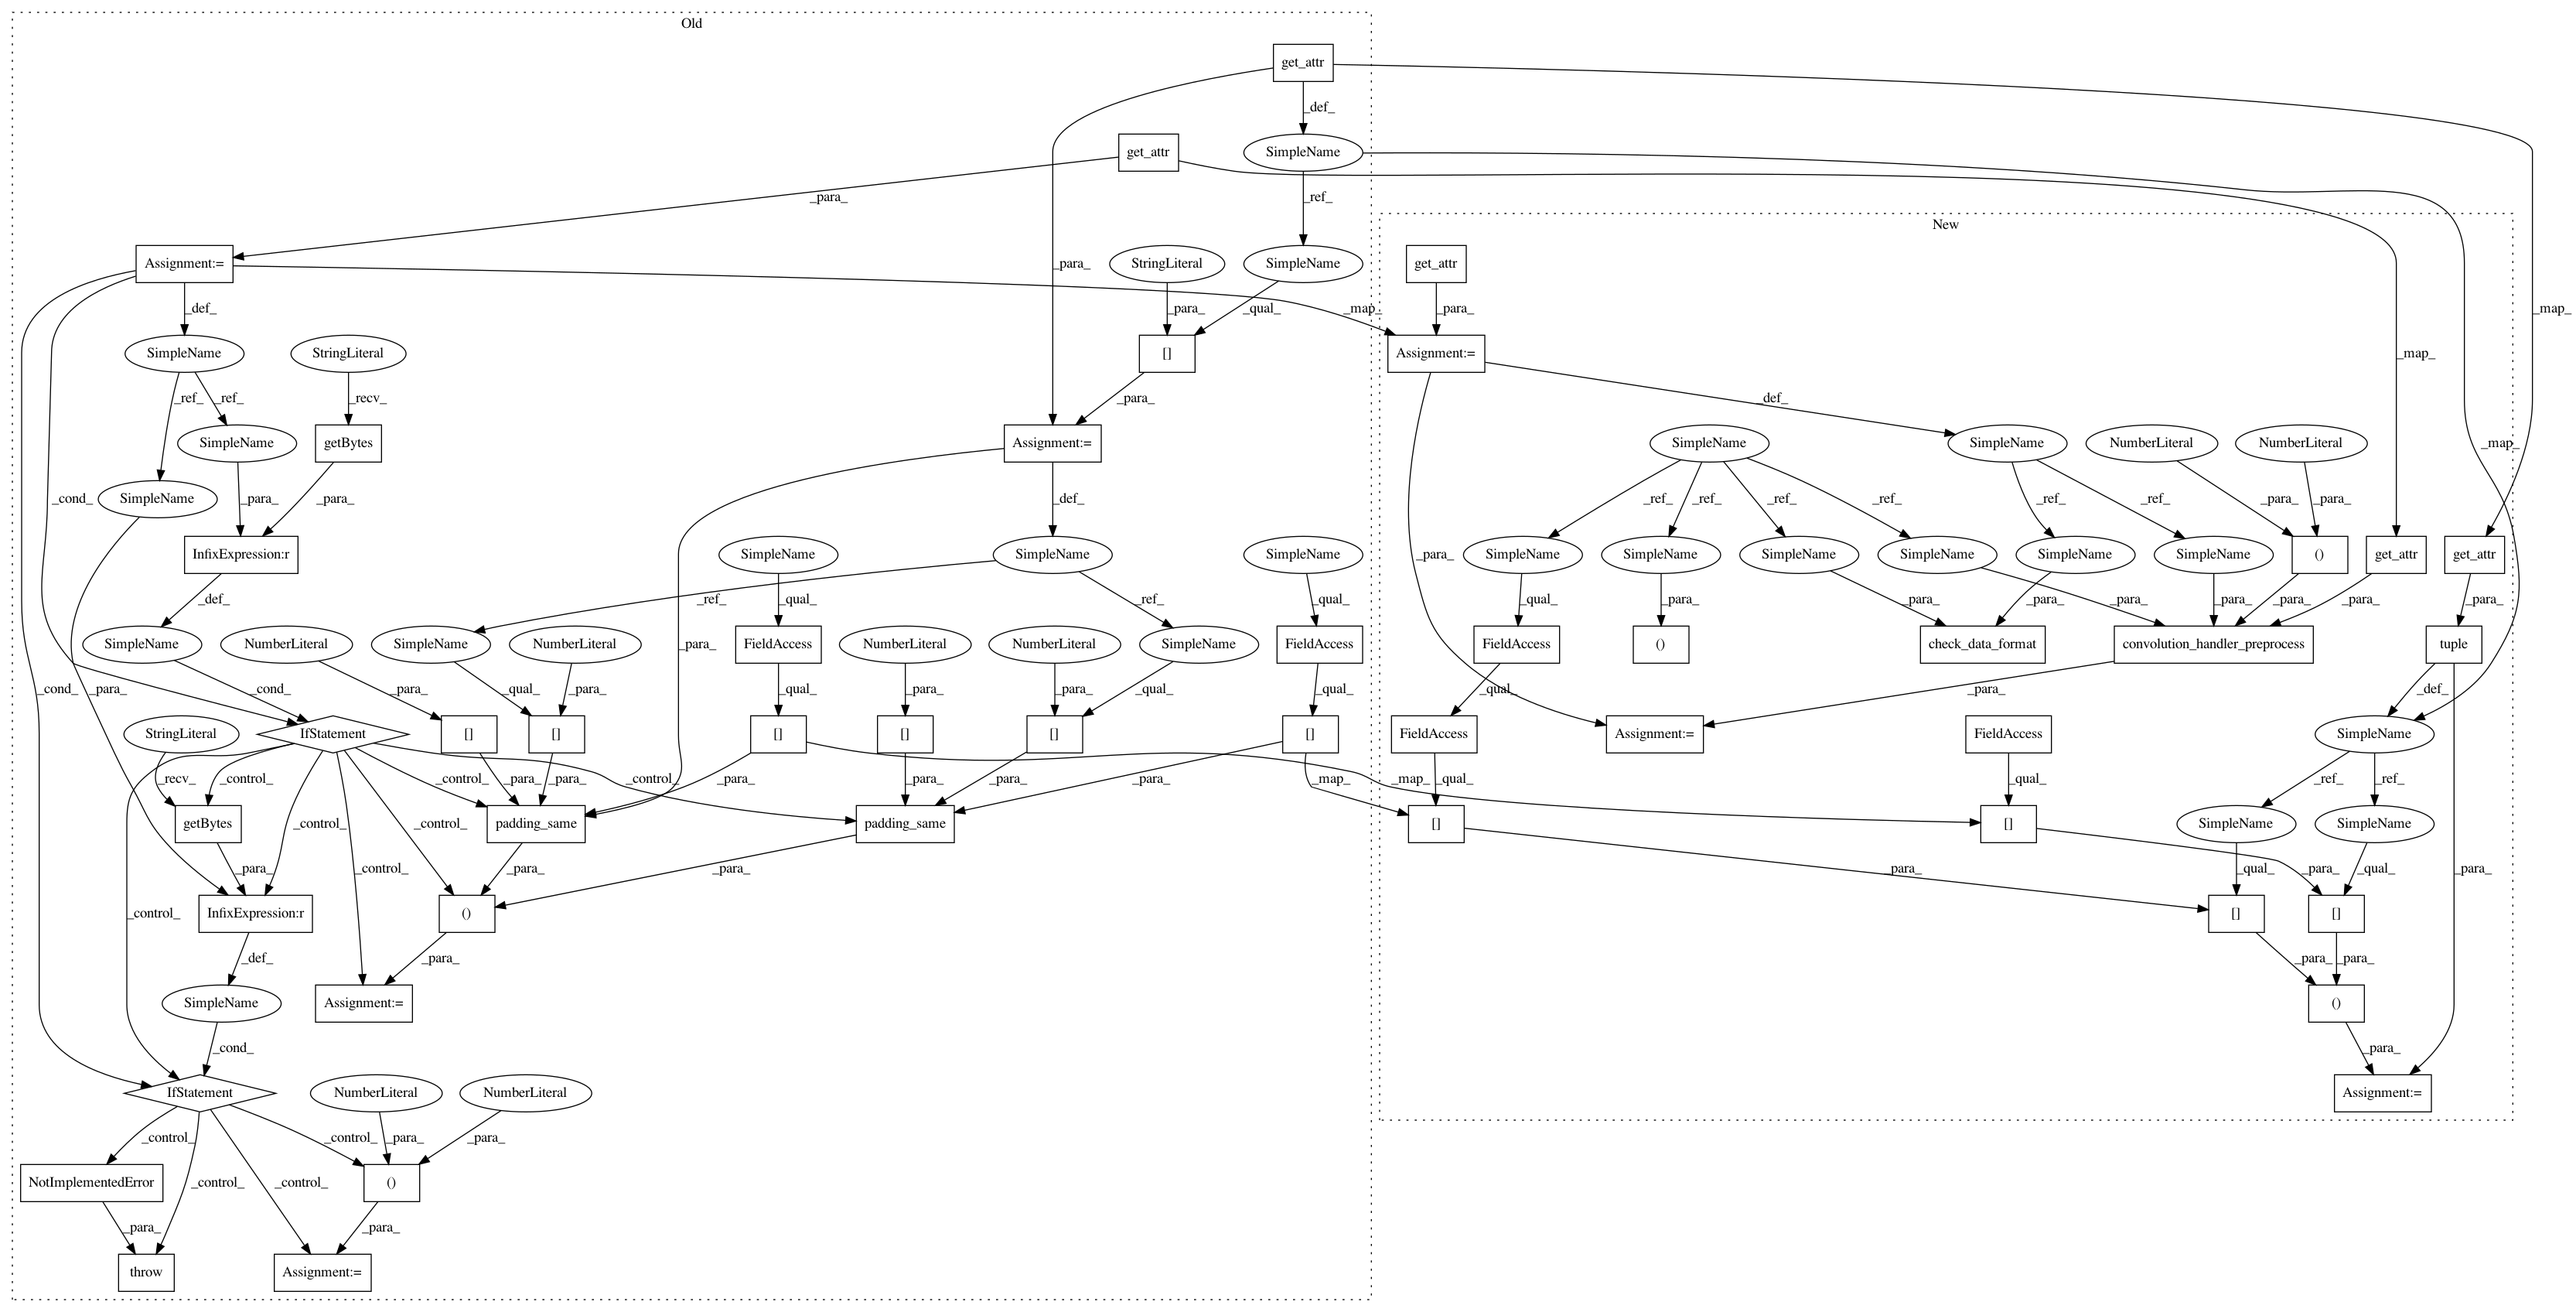 Old
get_attr
_def_
get_attr
SimpleName
_para_
_ref_
New
Assignment:=
StringLiteral
SimpleName
get_attr
_para_
_def_
_para_
_qual_
_map_
_para_
_map_
SimpleName
StringLiteral
[]
Assignment:=
_map_
_ref_
_ref_
_recv_
_para_
_def_
_map_
SimpleName
getBytes
Assignment:=
SimpleName
SimpleName
NumberLiteral
NumberLiteral
_cond_
SimpleName
_para_
_para_
_def_
_ref_
_ref_
_ref_
_ref_
_ref_
_ref_
_para_
_para_
InfixExpression:r
SimpleName
SimpleName
SimpleName
SimpleName
SimpleName
SimpleName
SimpleName
SimpleName
SimpleName
()
get_attr
get_attr
_para_
_def_
_ref_
_qual_
_ref_
_qual_
_qual_
_para_
_para_
_para_
_para_
_para_
_para_
_para_
_para_
SimpleName
NumberLiteral
SimpleName
NumberLiteral
FieldAccess
NumberLiteral
NumberLiteral
SimpleName
FieldAccess
FieldAccess
()
check_data_format
convolution_handler_preprocess
tuple
_cond_
_para_
_cond_
_para_
_qual_
_para_
_qual_
_para_
_para_
_qual_
_qual_
_qual_
_para_
_def_
StringLiteral
IfStatement
[]
[]
[]
[]
[]
[]
FieldAccess
Assignment:=
FieldAccess
SimpleName
_recv_
_control_
_control_
_para_
_para_
_para_
_control_
_para_
_para_
_para_
_map_
_map_
_qual_
_qual_
_ref_
_ref_
getBytes
padding_same
padding_same
[]
[]
SimpleName
SimpleName
_para_
_control_
_control_
_control_
_para_
_para_
_para_
_qual_
_para_
_qual_
_para_
_control_
InfixExpression:r
()
[]
[]
_def_
_para_
_para_
_para_
SimpleName
Assignment:=
()
_cond_
_para_
IfStatement
NumberLiteral
NumberLiteral
Assignment:=
_control_
_control_
_para_
_para_
NotImplementedError
_control_
_control_
()
_para_
_para_
throw
Assignment:=